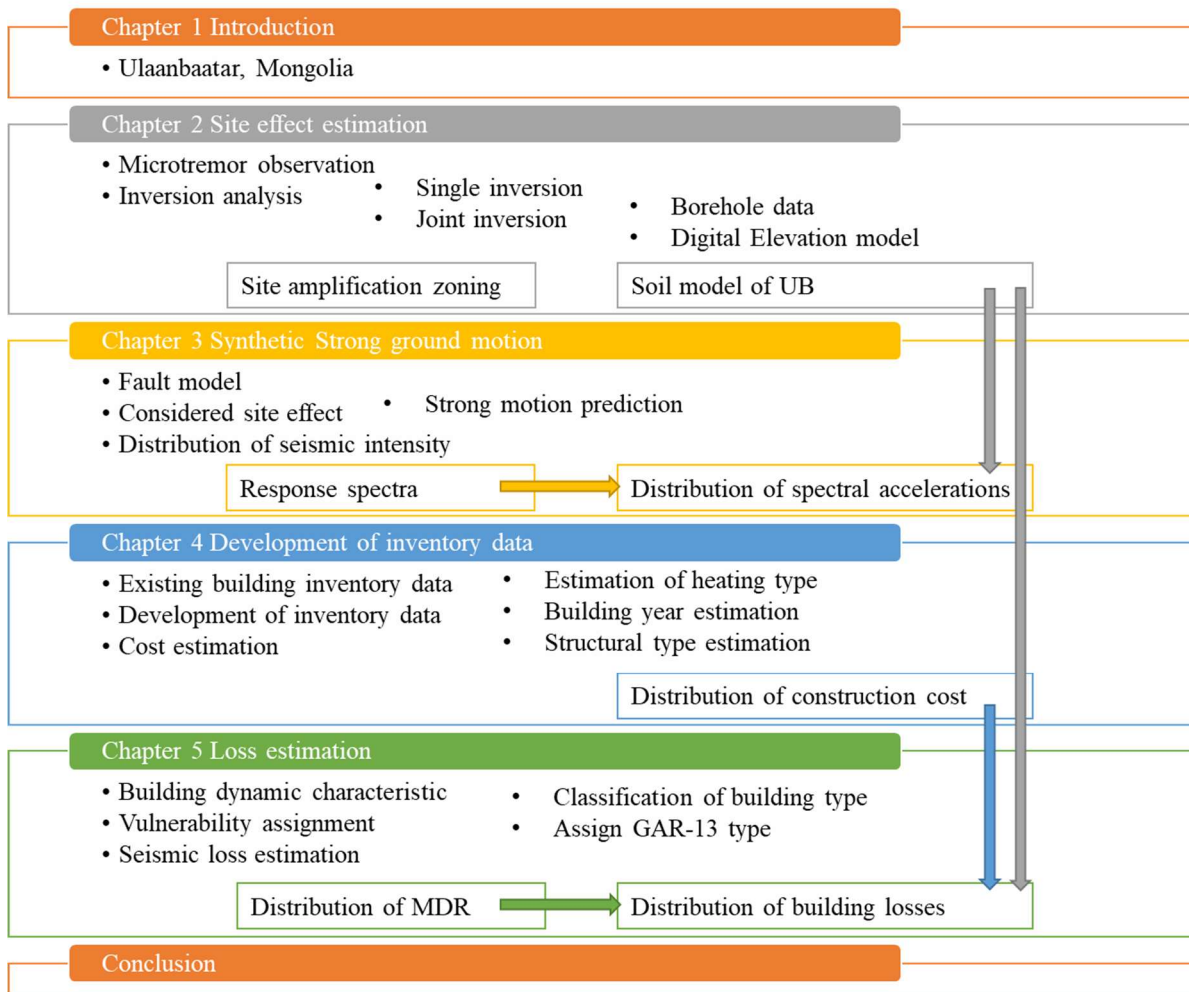 Chapter 1 Introduction
• Ulaanbaatar, Mongolia
Chapter 2 Site effect estimation
• Microtremor observation
• Inversion analysis
• Single inversion
• Joint inversion
• Borehole data
• Digital Elevation model
Site amplification zoning
Soil model of UB
Chapter 3 Synthetic Strong ground motion
• Fault model
• Considered site effect
• Distribution of seismic intensity
• Strong motion prediction
Response spectra
Distribution of spectral accelerations
Chapter 4 Development of inventory data
• Existing building inventory data
• Development of inventory data
• Cost estimation
• Estimation of heating type
• Building year estimation
• Structural type estimation
Distribution of construction cost
Chapter 5 Loss estimation
• Building dynamic characteristic
• Vulnerability assignment
• Seismic loss estimation
• Classification of building type
• Assign GAR-13 type
Distribution of MDR
Distribution of building losses
Conclusion